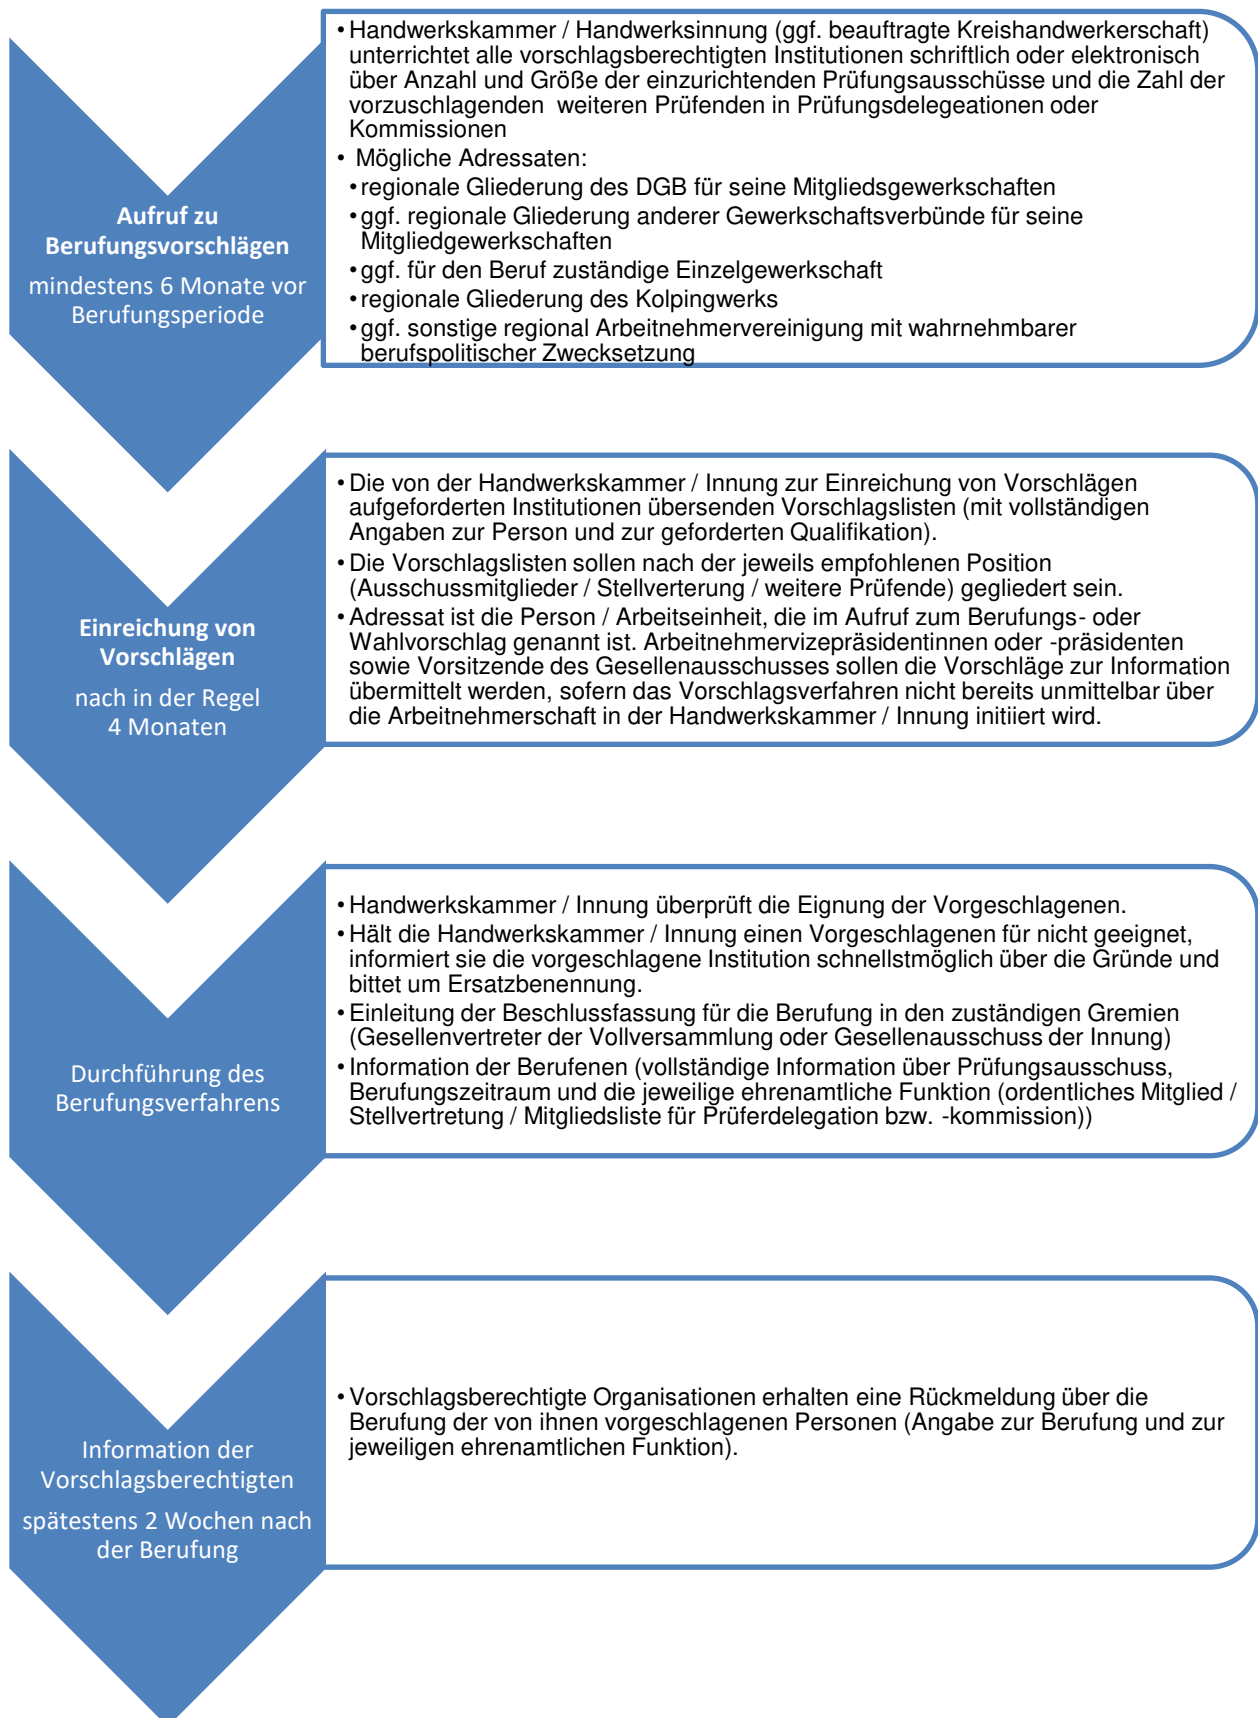 Aufruf zu
Berufungsvorschlägen
mindestens 6 Monate vor
Berufungsperiode
• Handwerkskammer / Handwerksinnung (ggf. beauftragte Kreishandwerkerschaft)
unterrichtet alle vorschlagsberechtigten Institutionen schriftlich oder elektronisch
über Anzahl und Größe der einzurichtenden Prüfungsausschüsse und die Zahl der
vorzuschlagenden weiteren Prüfenden in Prüfungsdelegeationen oder
Kommissionen
• Mögliche Adressaten:
• regionale Gliederung des DGB für seine Mitgliedsgewerkschaften
• ggf. regionale Gliederung anderer Gewerkschaftsverbünde für seine
Mitgliedgewerkschaften
• ggf. für den Beruf zuständige Einzelgewerkschaft
• regionale Gliederung des Kolpingwerks
• ggf. sonstige regional Arbeitnehmervereinigung mit wahrnehmbarer
berufspolitischer Zwecksetzung
Einreichung von
Vorschlägen
nach in der Regel
4 Monaten
• Die von der Handwerkskammer / Innung zur Einreichung von Vorschlägen
aufgeforderten Institutionen übersenden Vorschlagslisten (mit vollständigen
Angaben zur Person und zur geforderten Qualifikation).
• Die Vorschlagslisten sollen nach der jeweils empfohlenen Position
(Ausschussmitglieder / Stellverterung / weitere Prüfende) gegliedert sein.
• Adressat ist die Person / Arbeitseinheit, die im Aufruf zum Berufungs- oder
Wahlvorschlag genannt ist. Arbeitnehmervizepräsidentinnen oder -präsidenten
sowie Vorsitzende des Gesellenausschusses sollen die Vorschläge zur Information
übermittelt werden, sofern das Vorschlagsverfahren nicht bereits unmittelbar über
die Arbeitnehmerschaft in der Handwerkskammer / Innung initiiert wird.
Durchführung des
Berufungsverfahrens
• Handwerkskammer / Innung überprüft die Eignung der Vorgeschlagenen.
• Hält die Handwerkskammer / Innung einen Vorgeschlagenen für nicht geeignet,
informiert sie die vorgeschlagene Institution schnellstmöglich über die Gründe und
bittet um Ersatzbenennung.
• Einleitung der Beschlussfassung für die Berufung in den zuständigen Gremien
(Gesellenvertreter der Vollversammlung oder Gesellenausschuss der Innung)
• Information der Berufenen (vollständige Information über Prüfungsausschuss,
Berufungszeitraum und die jeweilige ehrenamtliche Funktion (ordentliches Mitglied /
Stellvertretung / Mitgliedsliste für Prüferdelegation bzw. -kommission))
Information der
Vorschlagsberechtigten
spätestens 2 Wochen nach
der Berufung
• Vorschlagsberechtigte Organisationen erhalten eine Rückmeldung über die
Berufung der von ihnen vorgeschlagenen Personen (Angabe zur Berufung und zur
jeweiligen ehrenamtlichen Funktion).